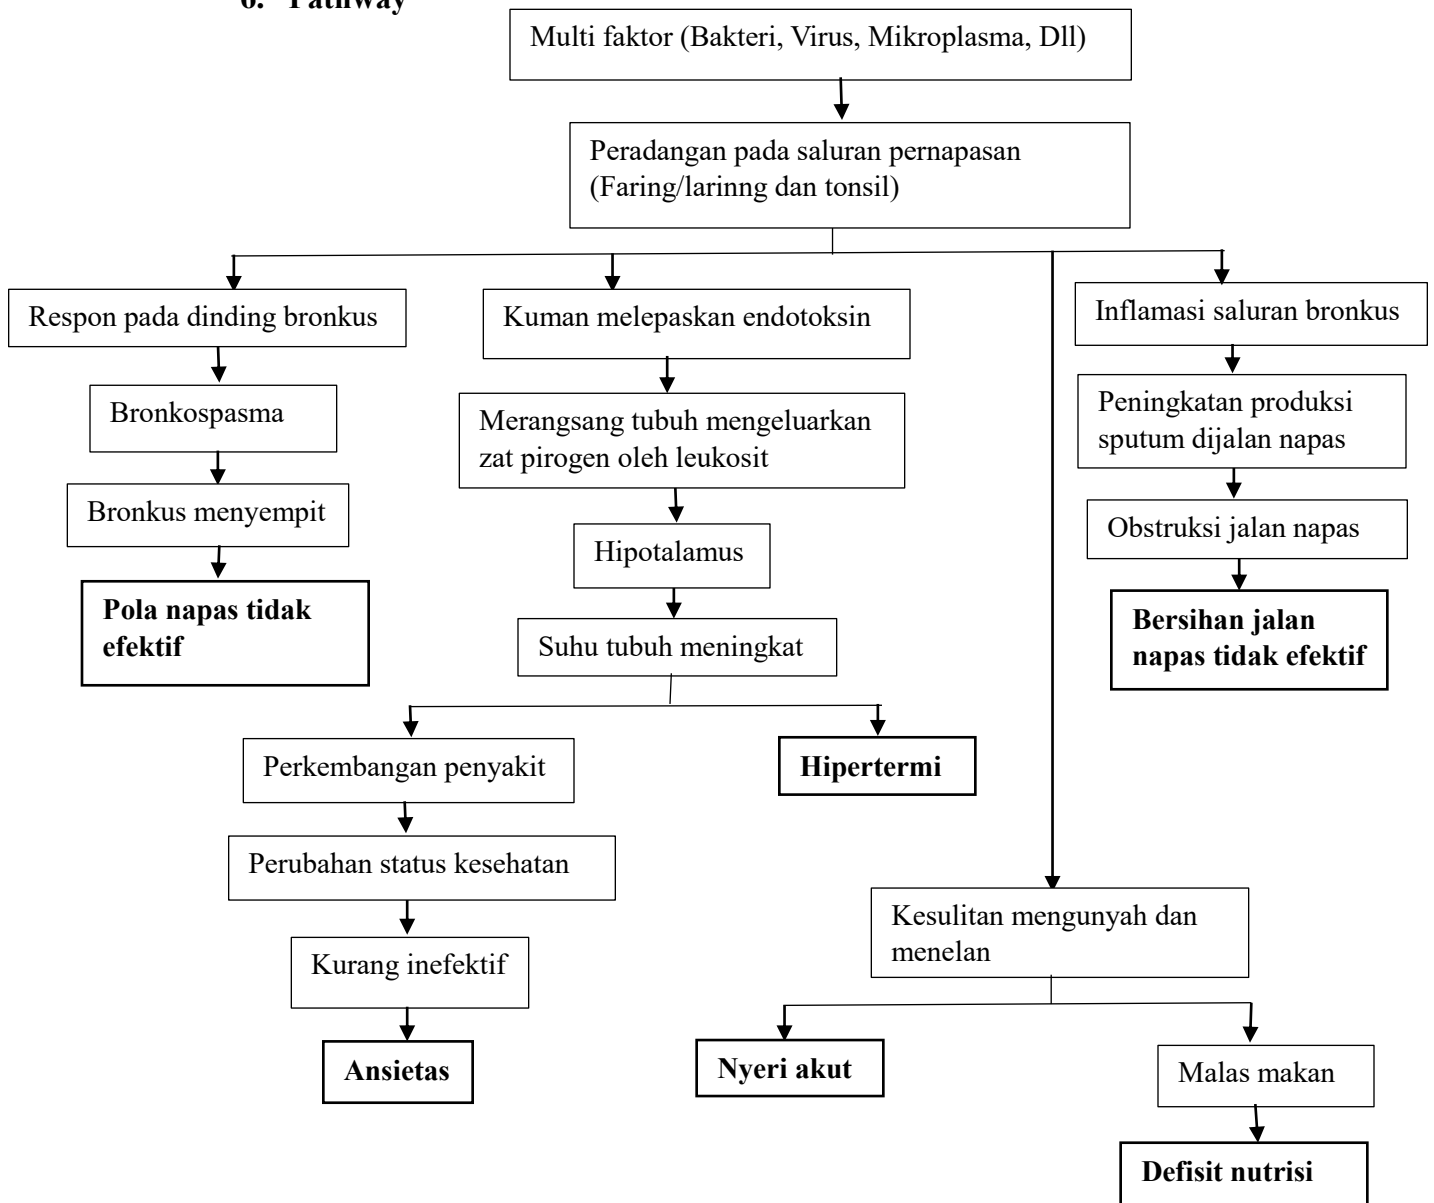 6. Pathway
Multi faktor (Bakteri, Virus, Mikroplasma, Dll)
Peradangan pada saluran pernapasan
(Faring/larinng dan tonsil)
Respon pada dinding bronkus
Kuman melepaskan endotoksin
Inflamasi saluran bronkus
Bronkospasma
Merangsang tubuh mengeluarkan
zat pirogen oleh leukosit
Peningkatan produksi
sputum dijalan napas
Bronkus menyempit
Hipotalamus
Obstruksi jalan napas
Pola napas tidak
efektif
Suhu tubuh meningkat
Bersihan jalan
napas tidak efektif
Perkembangan penyakit
Hipertermi
Perubahan status kesehatan
Kesulitan mengunyah dan
menelan
Kurang inefektif
Ansietas
Nyeri akut
Malas makan
Defisit nutrisi